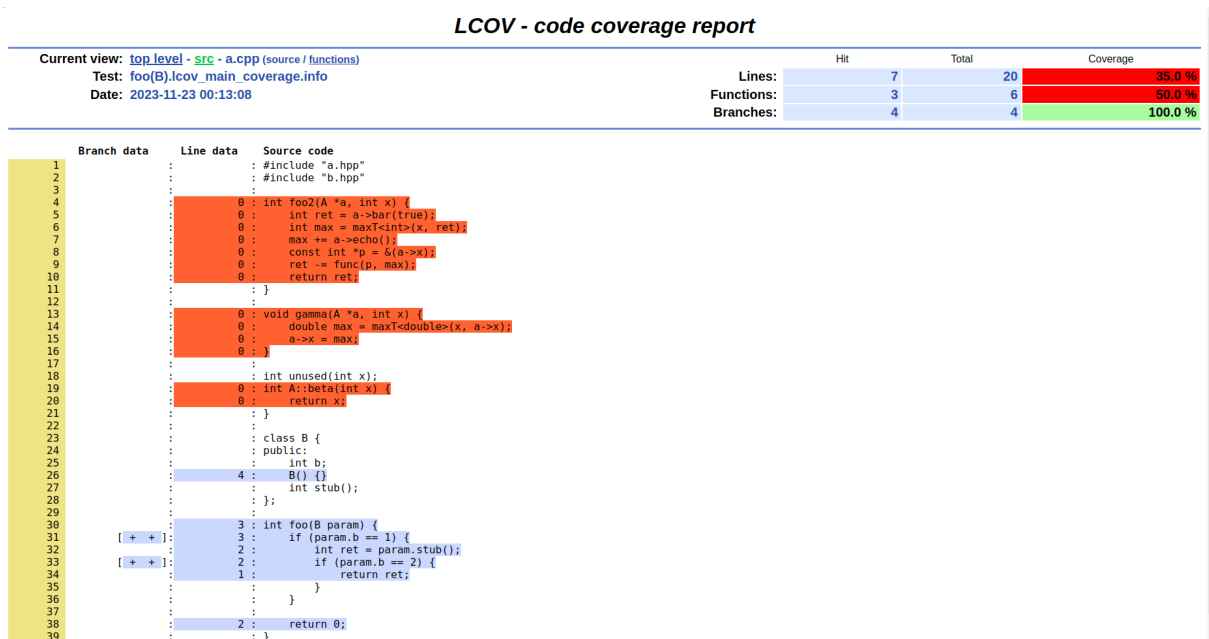 LCOV - code coverage report
Current view: top level - src - a.cpp (source / functions)
Test: foo(B).lcov_main_coverage.info
Date: 2023-11-23 00:13:08
Hit Total Coverage
Lines: 7 20 35.0 %
Functions: 3 6 50.0 %
Branches: 4 4 100.0 %
Branch data Line data Source code
1 : : #include "a.hpp"
2 : : #include "b.hpp"
3 : :
4 : 0 : int foo2(A *a, int x) {
5 : 0 : int ret = a->bar(true);
6 : 0 : int max = maxT<int>(x, ret);
7 : 0 : max += a->echo();
8 : 0 : const int *p = &(a->x);
9 : 0 : ret -= func(p, max);
10 : 0 : return ret;
11 : : }
12 : :
13 : 0 : void gamma(A *a, int x) {
14 : 0 : double max = maxT<double>(x, a->x);
15 : 0 : a->x = max;
16 : 0 : }
17 : :
18 : : int unused(int x);
19 : 0 : int A::beta(int x) {
20 : 0 : return x;
21 : : }
22 : :
23 : : class B {
24 : : public:
25 : : int b;
26 : 4 : B() {}
27 : : int stub();
28 : : };
29 : :
30 : 3 : int foo(B param) {
31 [ + + ]: 3 : if (param.b == 1) {
32 : 2 : int ret = param.stub();
33 [ + + ]: 2 : if (param.b == 2) {
34 : 1 : return ret;
35 : : }
36 : : }
37 : :
38 : 2 : return 0;
39 : : }